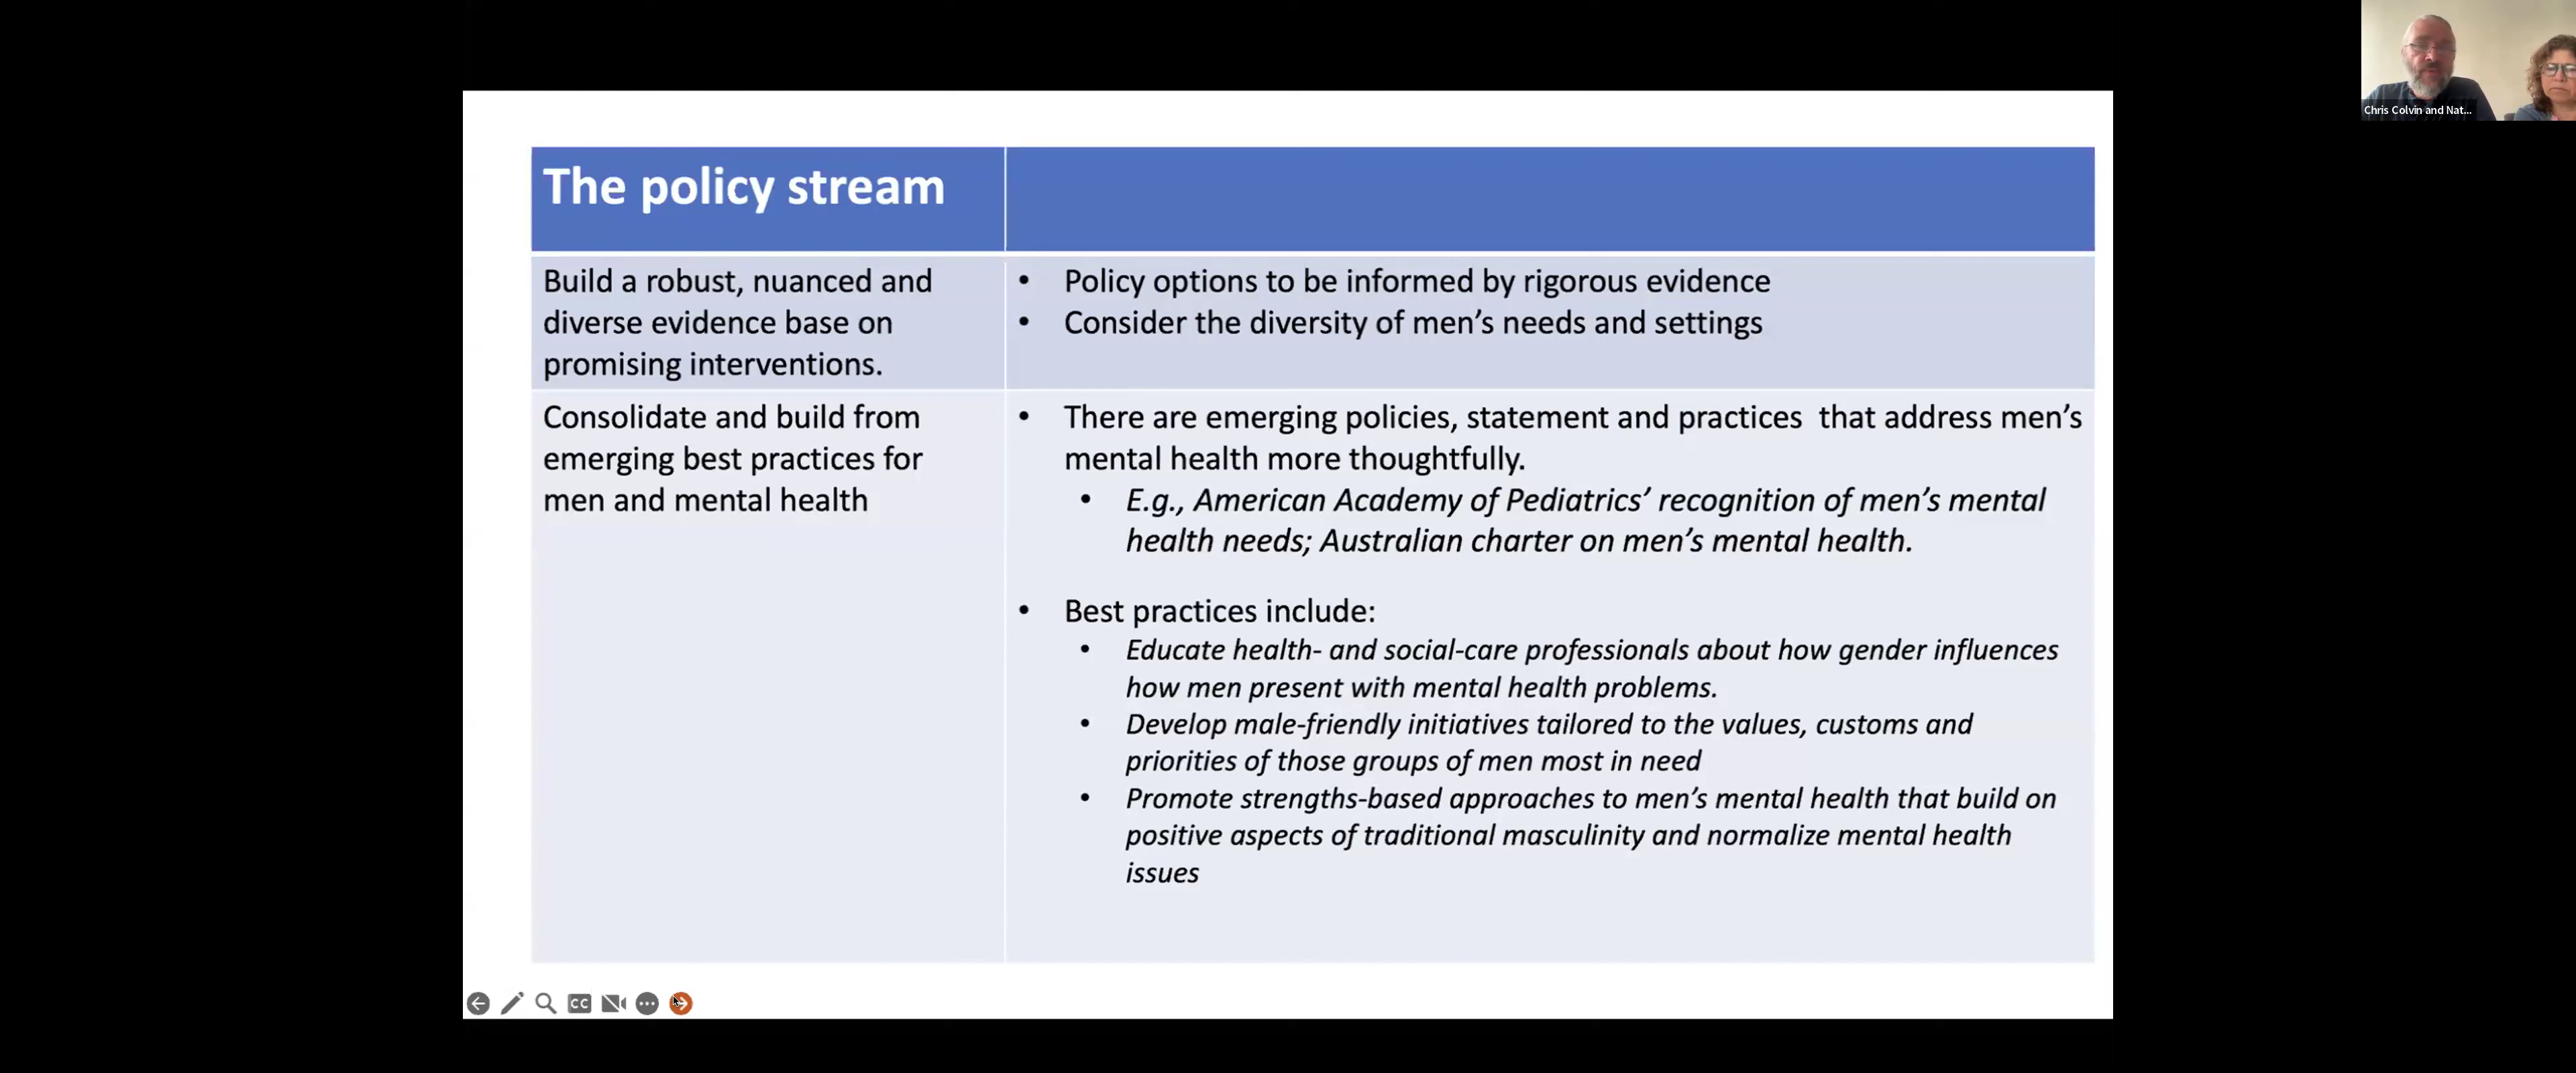 Chris Colvin and Nat...
The policy stream
Build a robust, nuanced and
diverse evidence base on
promising interventions.
• Policy options to be informed by rigorous evidence
• Consider the diversity of men's needs and settings
Consolidate and build from
emerging best practices for
men and mental health
• There are emerging policies, statement and practices that address men's
mental health more thoughtfully.
• E.g., American Academy of Pediatrics' recognition of men's mental
health needs; Australian charter on men's mental health.
• Best practices include:
• Educate health- and social-care professionals about how gender influences
how men present with mental health problems.
• Develop male-friendly initiatives tailored to the values, customs and
priorities of those groups of men most in need
• Promote strengths-based approaches to men's mental health that build on
positive aspects of traditional masculinity and normalize mental health
issues
CC